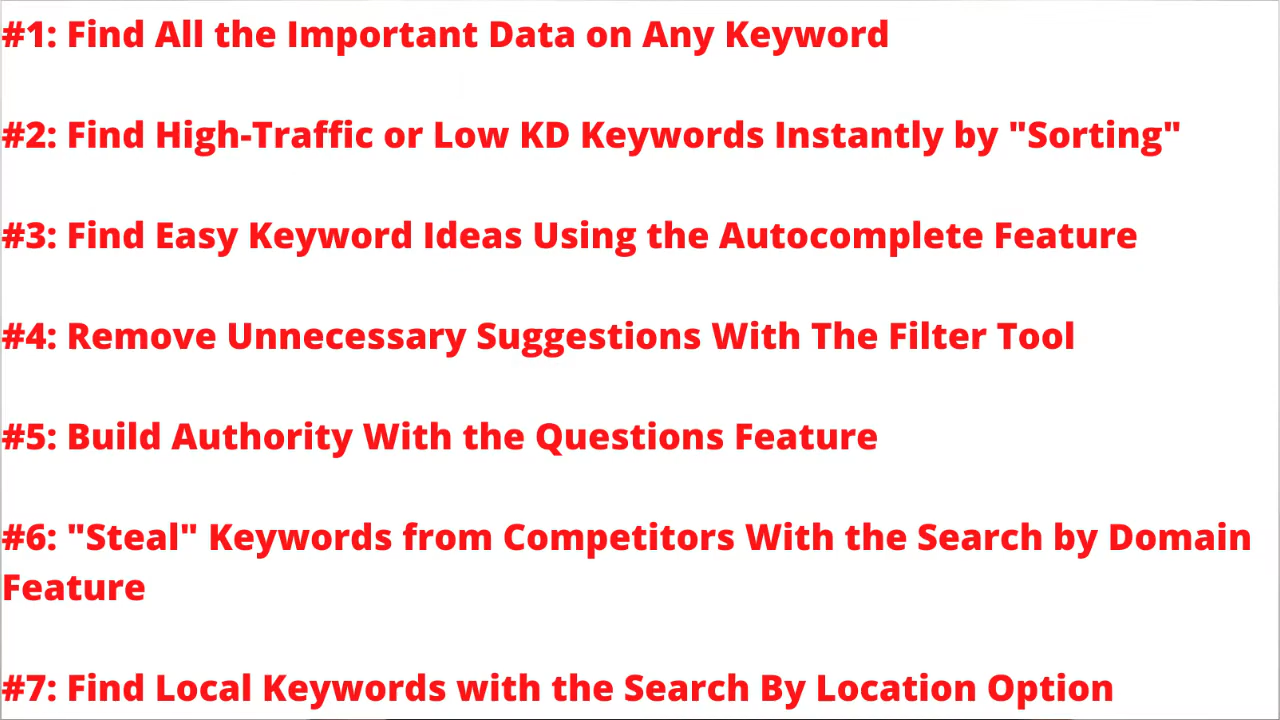 #1: Find All the Important Data on Any Keyword
#2: Find High-Traffic or Low KD Keywords Instantly by "Sorting"
#3: Find Easy Keyword Ideas Using the Autocomplete Feature
#4: Remove Unnecessary Suggestions With The Filter Tool
#5: Build Authority With the Questions Feature
#6: "Steal" Keywords from Competitors With the Search by Domain
Feature
#7: Find Local Keywords with the Search By Location Option